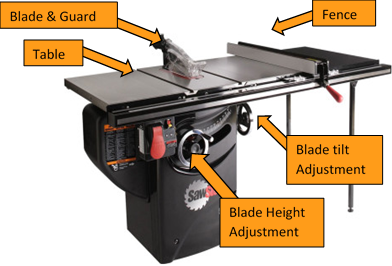 Blade & Guard
Fence
Table
Blade tilt
Adjustment
Blade Height
Adjustment